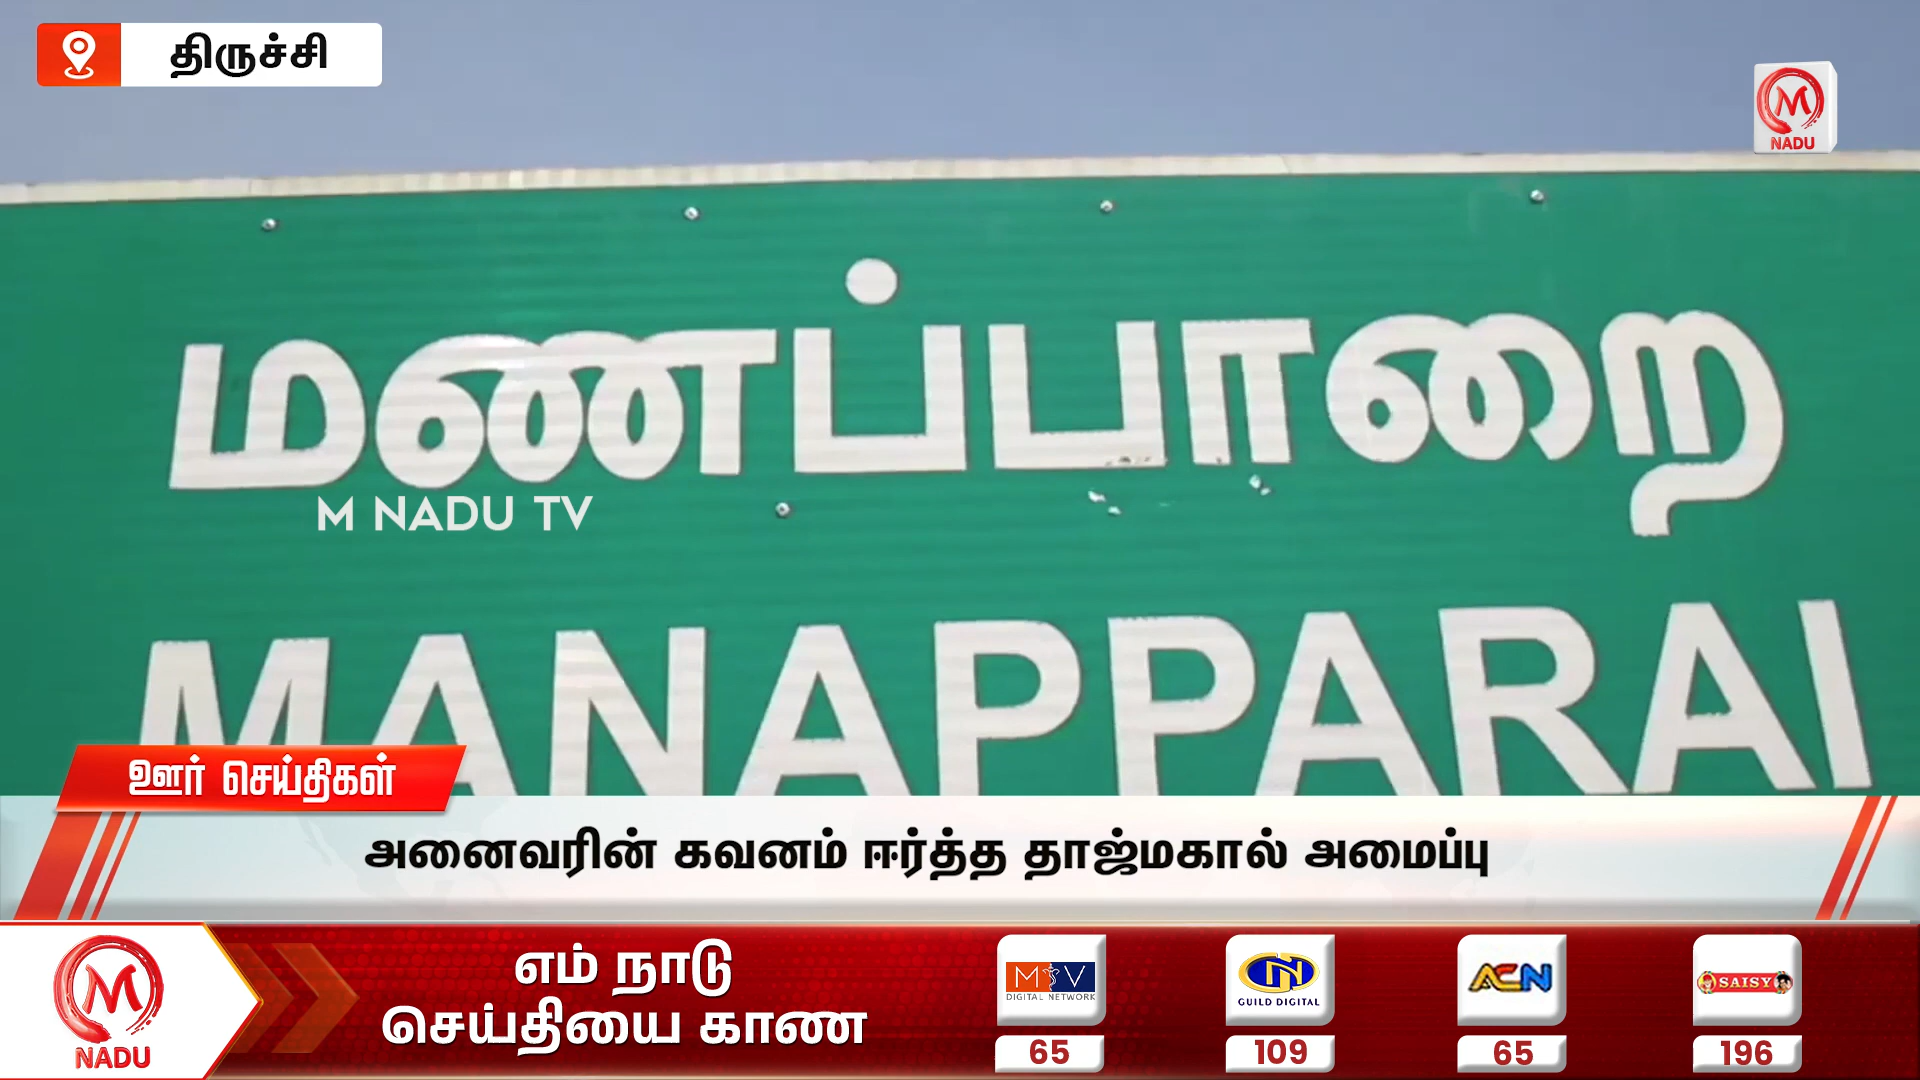 திருச்சி
M
NADU
மணப்பாறை
M NADU TV
MANAPPARAI
ஊர் செய்திகள்
அனைவரின் கவனம் ஈர்த்த தாஜ்மகால் அமைப்பு
M
NADU
எம் நாடு
செய்தியை காண
M V
DIGITAL NETWORK
65
GUILD DIGITAL
109
ACN
65
SAISY
196